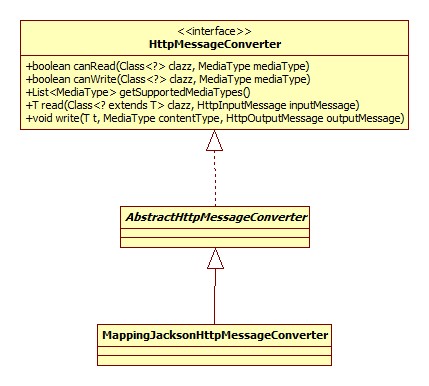 <<interface>>
HttpMessageConverter
+boolean canRead(Class<?> clazz, MediaType mediaType)
+boolean canWrite(Class<?> clazz, MediaType mediaType)
+List<MediaType> getSupportedMediaTypes()
+T read(Class<? extends T> clazz, HttpInputMessage inputMessage)
+void write(T t, MediaType contentType, HttpOutputMessage outputMessage)
AbstractHttpMessageConverter
MappingJacksonHttpMessageConverter